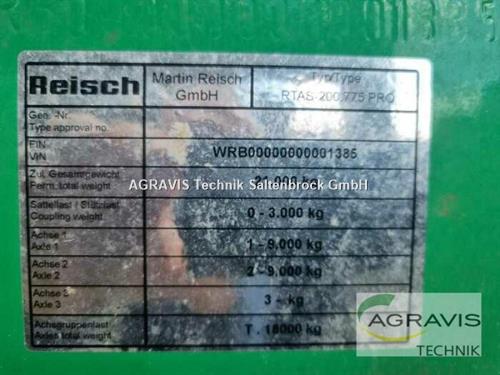 Reisch
Martin Reisch
GmbH
Typ/Type
RTAS-200.775 PRO
Gen.-Nr.
Type approval no.
FIN
VIN
WRB00000000001385
Zul. Gesamtgewicht
Perm. total weight
kg
AGRAVIS Technik Saltenbrock GmbH
Sattellast / Stützlast
Coupling weight
0 - 3.000 kg
Achse 1
Axle 1
1 - 9.000 kg
Achse 2
Axle 2
2 - 9.000 kg
Achse 3
Axle 3
3 - kg
Achsgruppenlast
Axles total weight
T . 18000 kg
AGRAVIS
TECHNIK